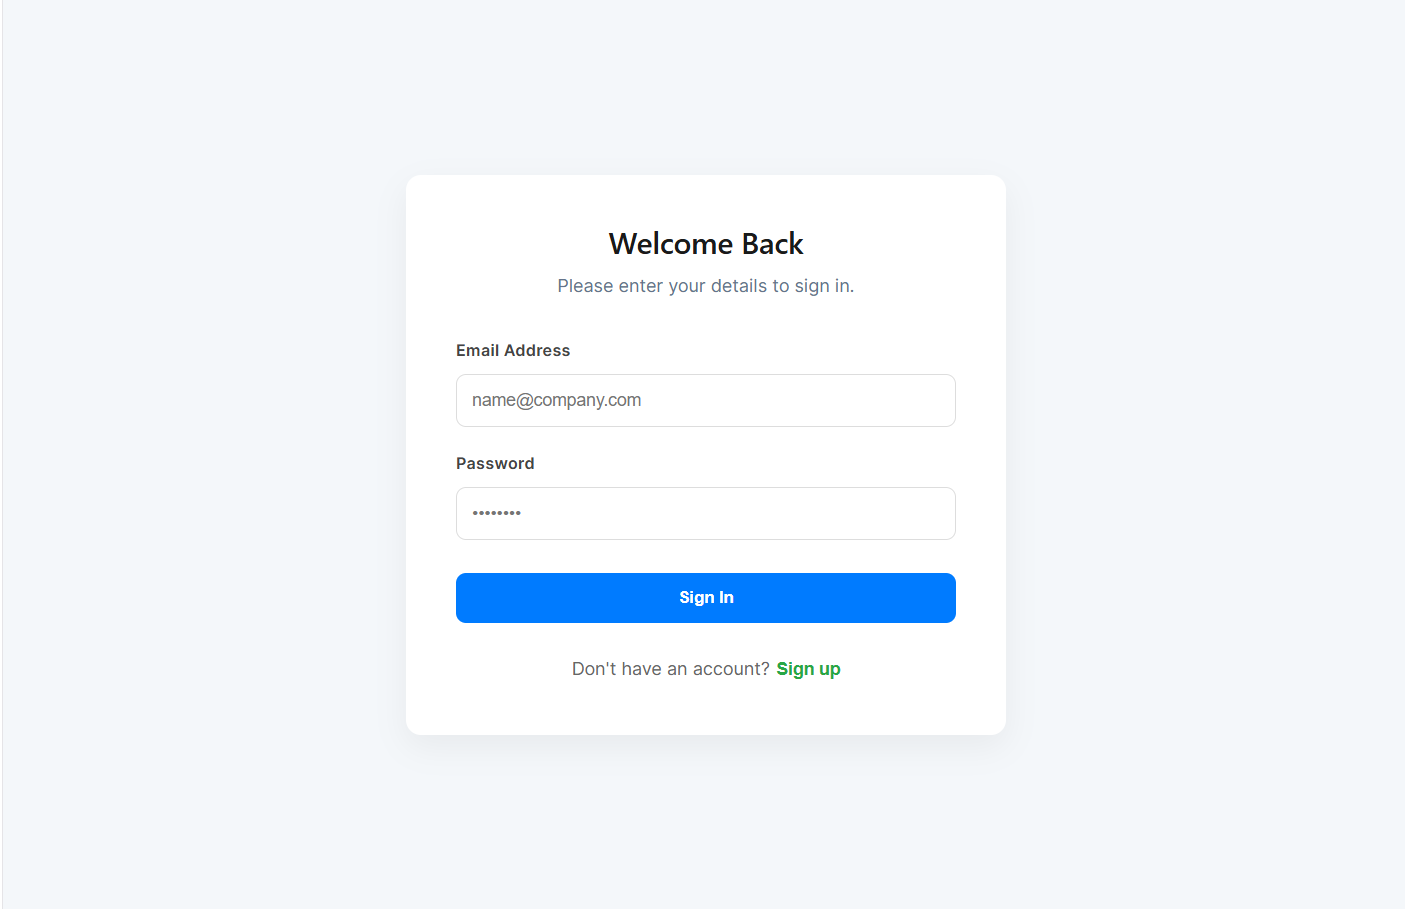 Welcome Back
Please enter your details to sign in.
Email Address
name@company.com
Password
••••••••
Sign In
Don't have an account? Sign up